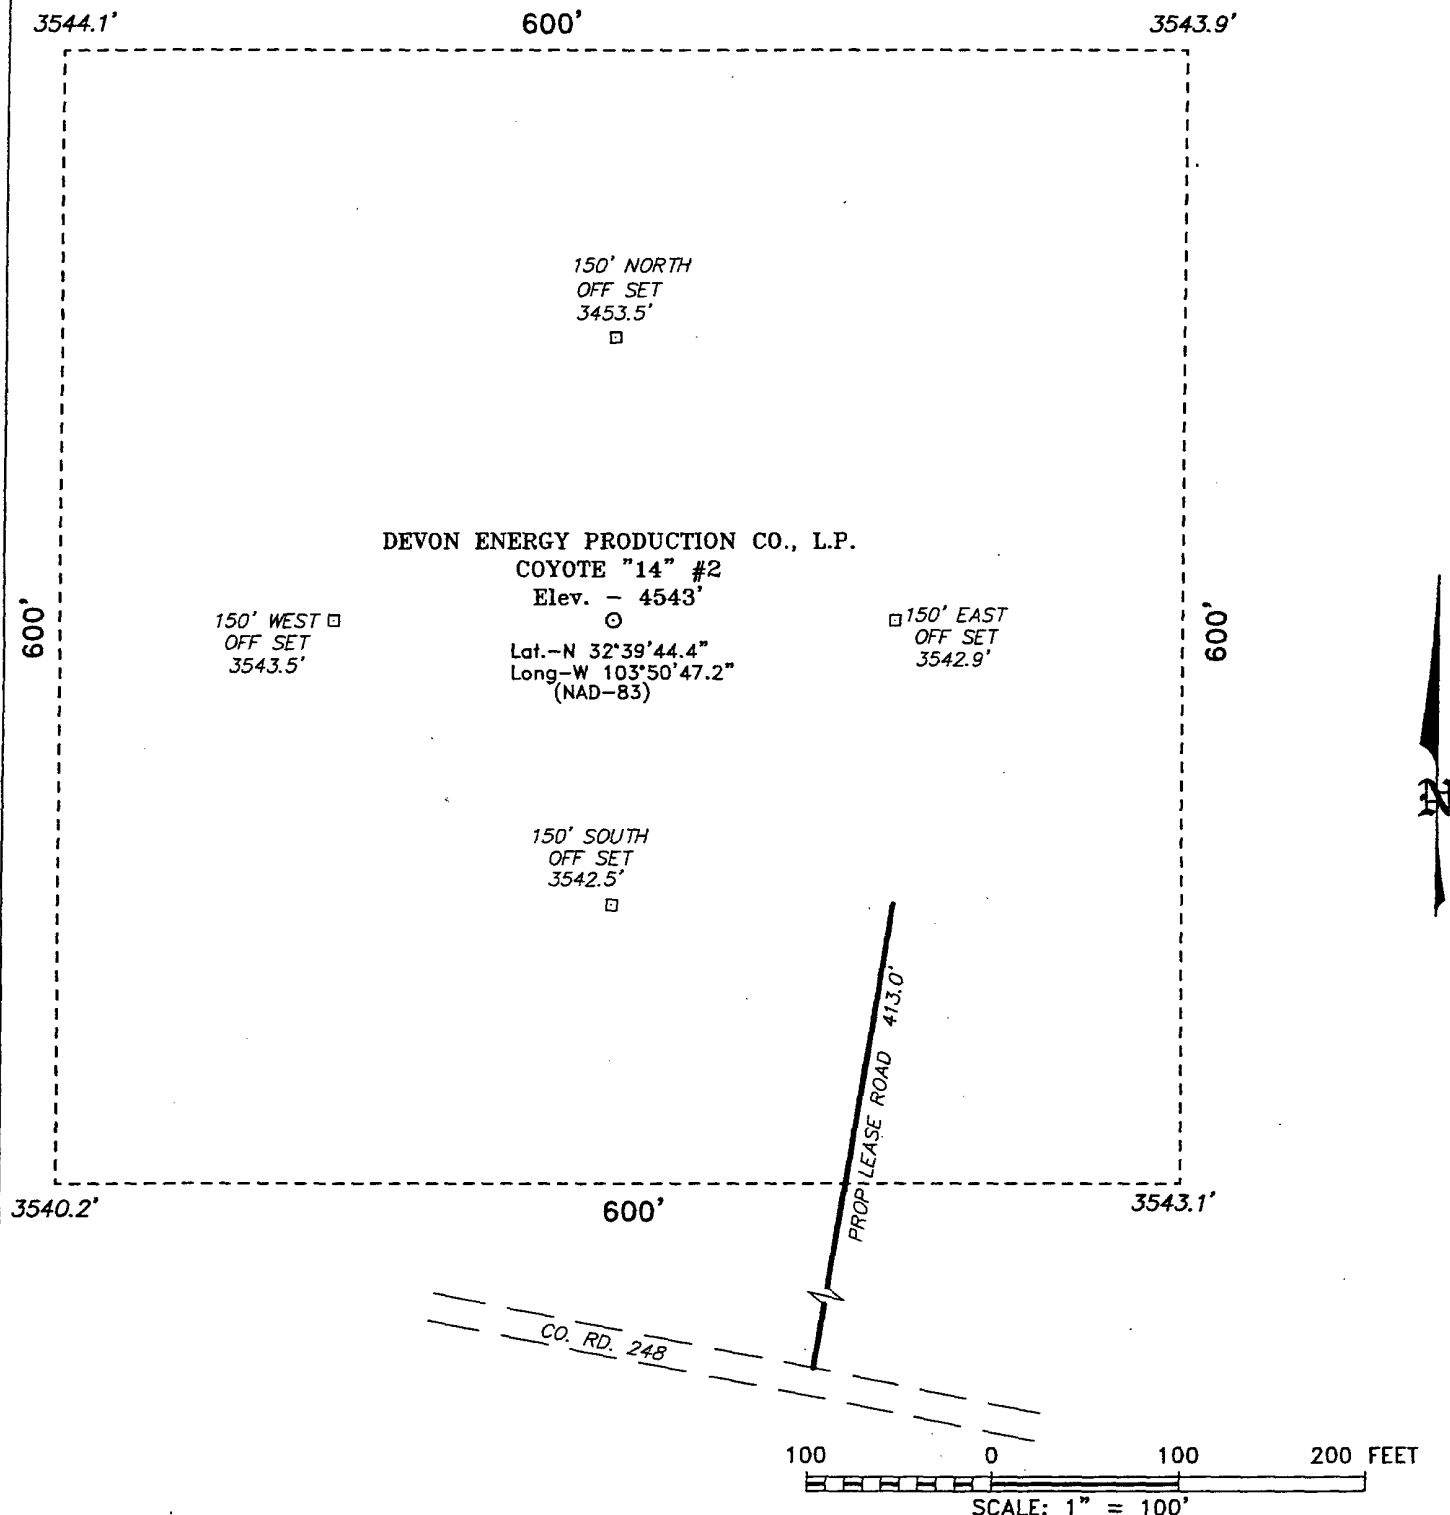 3544.1'
600'
3543.9'
150' NORTH
OFF SET
3453.5'
DEVON ENERGY PRODUCTION CO., L.P.
COYOTE "14" #2
Elev. - 4543'
600'
150' WEST
OFF SET
3543.5'
Lat.-N 32°39'44.4"
Long-W 103°50'47.2"
(NAD-83)
150' EAST
OFF SET
3542.9'
600'
N
150' SOUTH
OFF SET
3542.5'
PROP LEASE ROAD 413.0'
3540.2'
600'
3543.1'
CO. RD. 248
100 0 100 200 FEET
SCALE: 1" = 100'